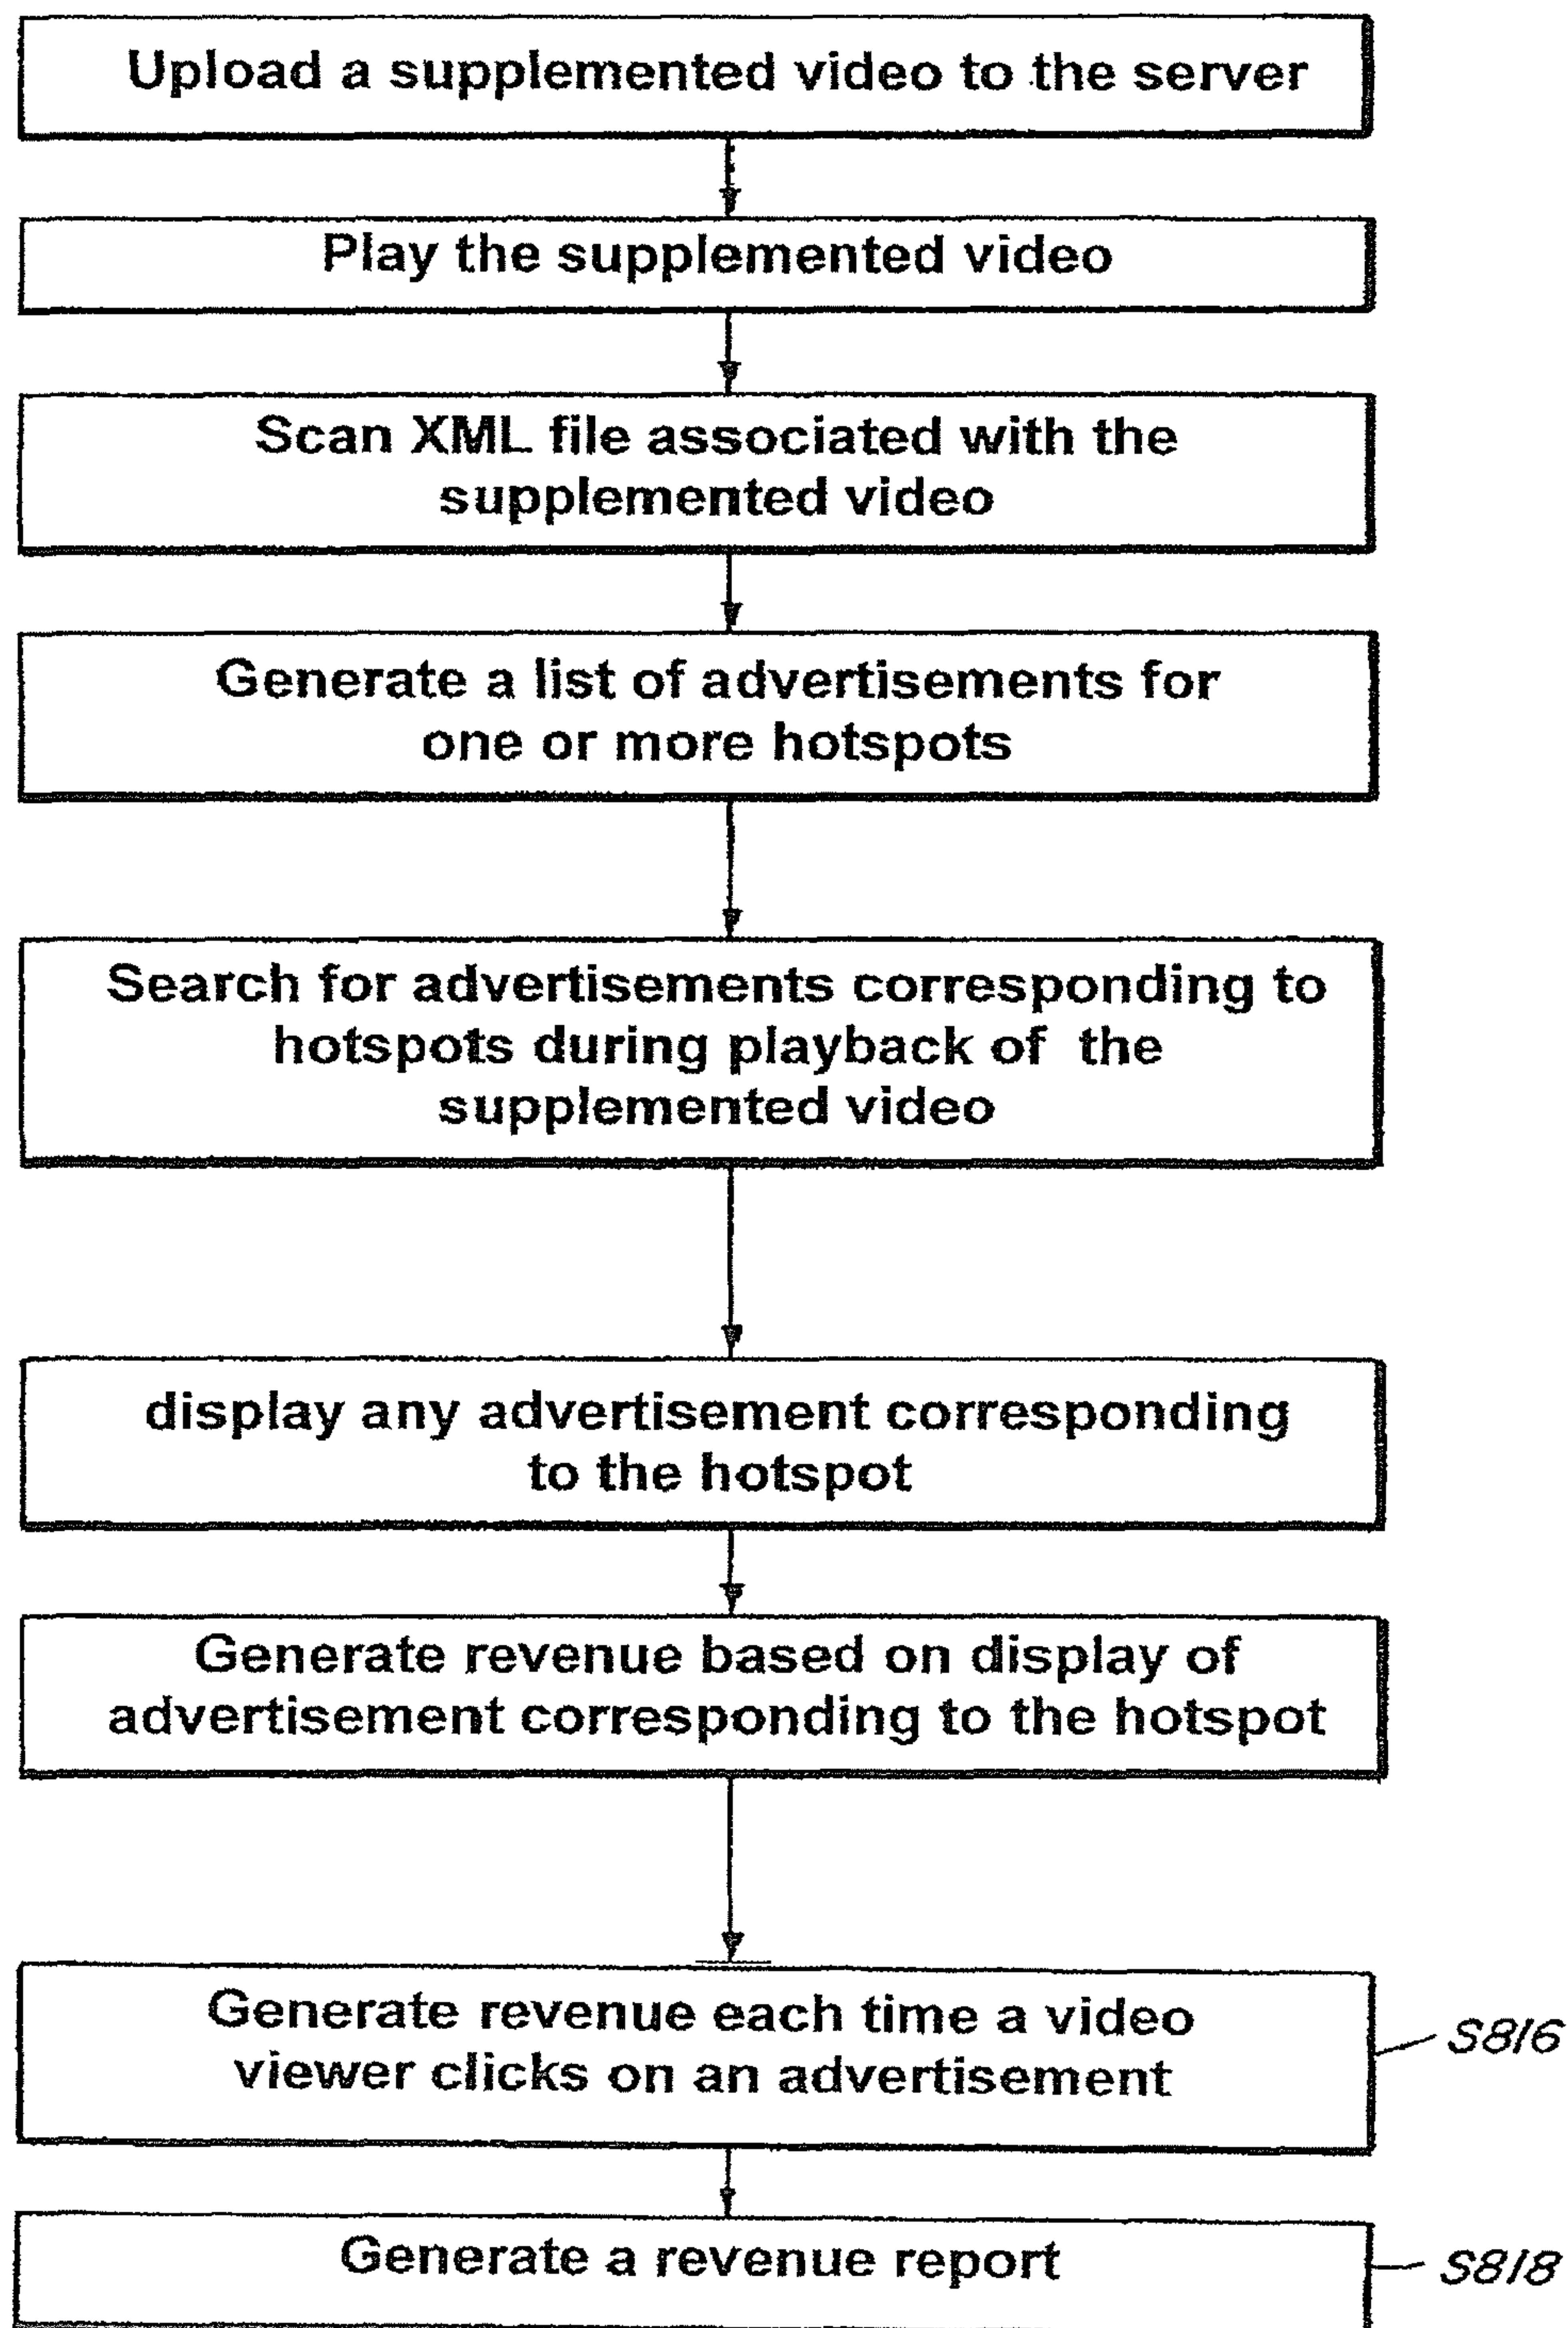 Upload a supplemented video to the server
Play the supplemented video
Scan XML file associated with the
supplemented video
Generate a list of advertisements for
one or more hotspots
Search for advertisements corresponding to
hotspots during playback of the
supplemented video
display any advertisement corresponding
to the hotspot
Generate revenue based on display of
advertisement corresponding to the hotspot
Generate revenue each time a video
viewer clicks on an advertisement
S816
Generate a revenue report
S818